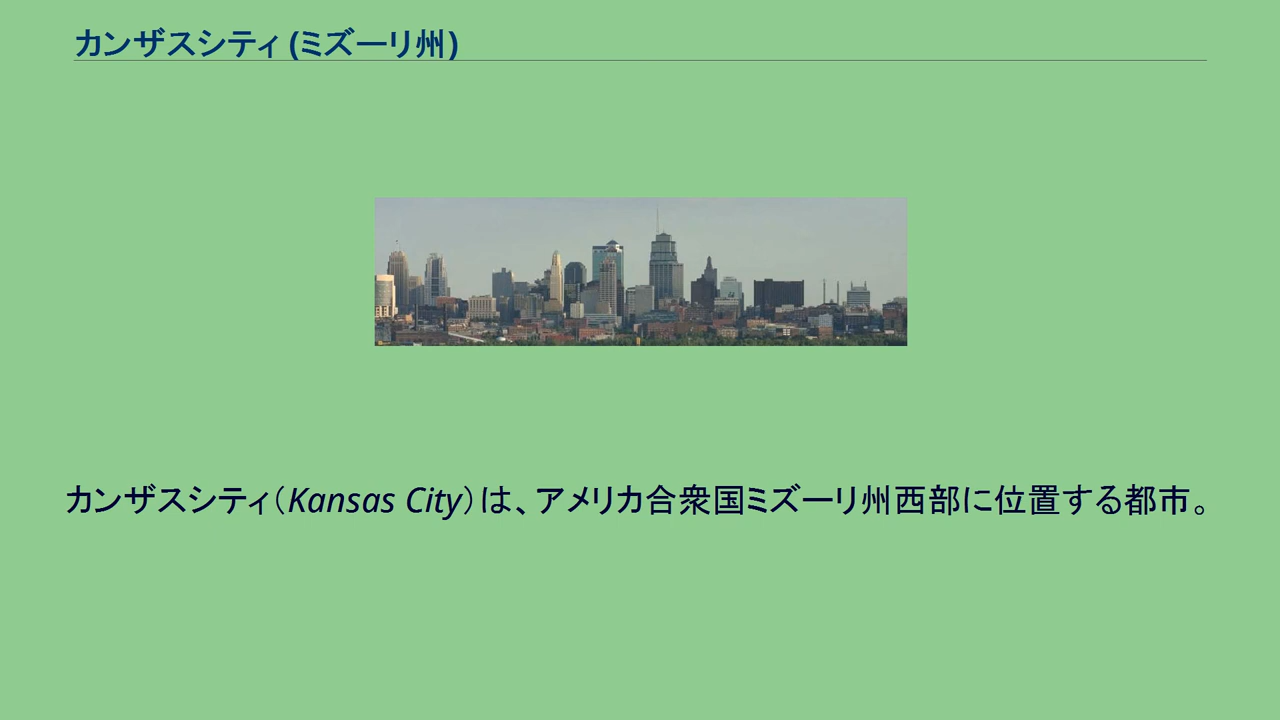 カンザスシティ (ミズーリ州)
カンザスシティ（Kansas City）は、アメリカ合衆国ミズーリ州西部に位置する都市。